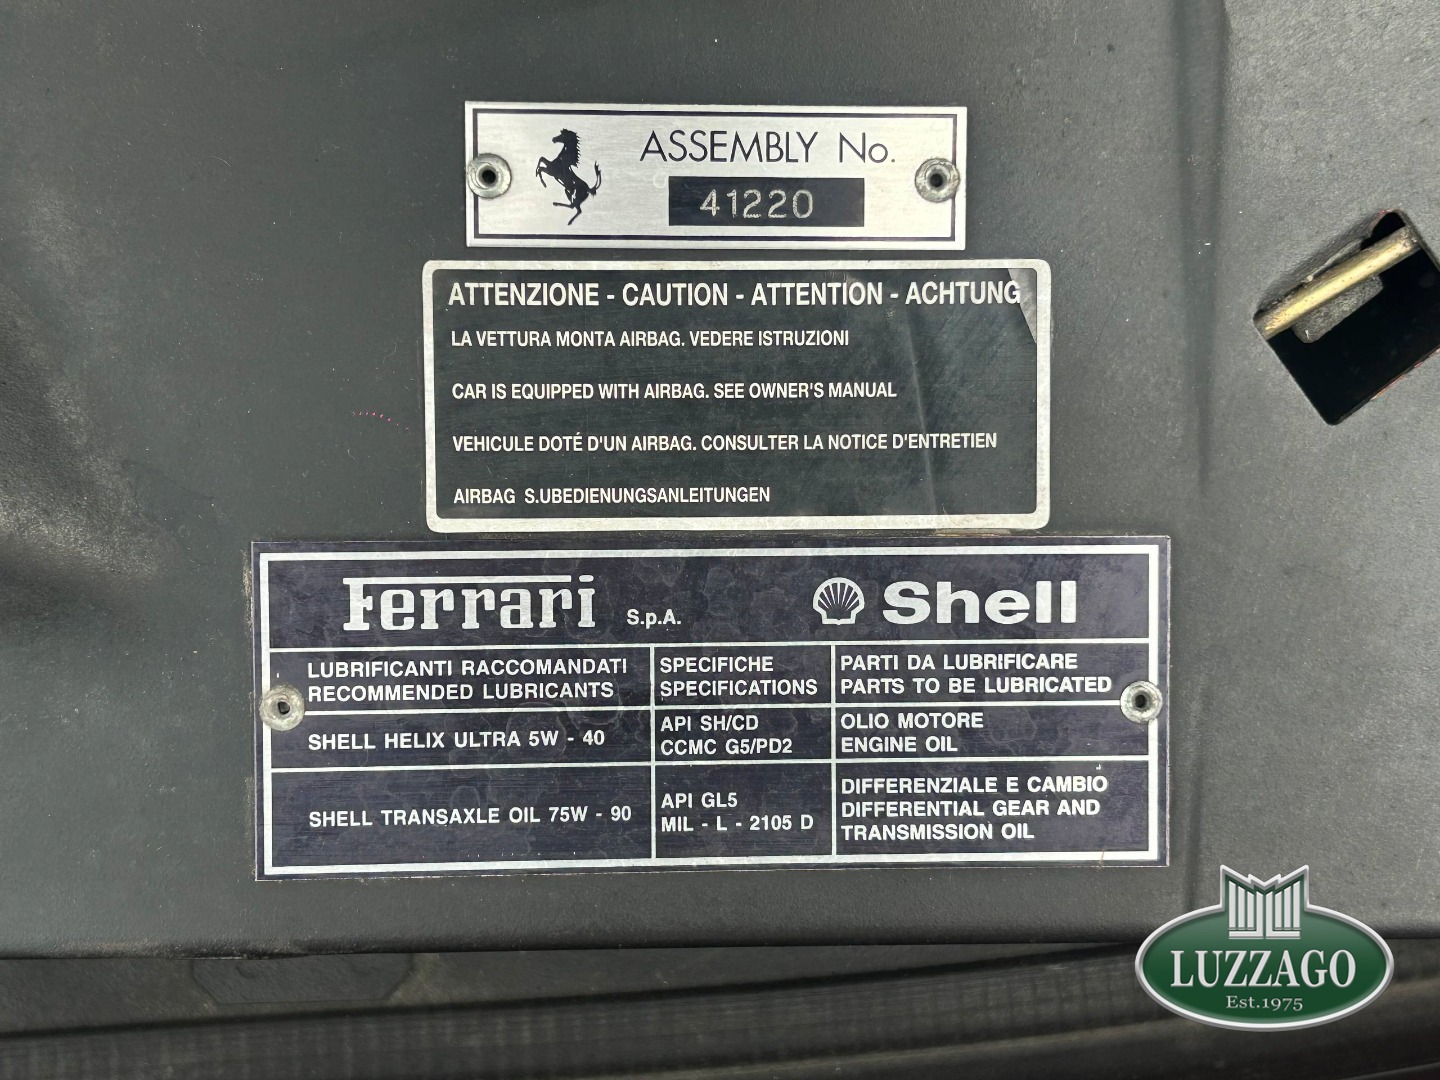 ASSEMBLY No.
41220
ATTENZIONE - CAUTION - ATTENTION - ACHTUNG
LA VETTURA MONTA AIRBAG. VEDERE ISTRUZIONI
CAR IS EQUIPPED WITH AIRBAG. SEE OWNER'S MANUAL
VEHICULE DOTÉ D'UN AIRBAG. CONSULTER LA NOTICE D'ENTRETIEN
AIRBAG S.UBEDIENUNGSANLEITUNGEN
Ferrari S.p.A. Shell
LUBRIFICANTI RACCOMANDATI
RECOMMENDED LUBRICANTS
SPECIFICHE
SPECIFICATIONS
PARTI DA LUBRIFICARE
PARTS TO BE LUBRICATED
SHELL HELIX ULTRA 5W - 40
API SH/CD
CCMC G5/PD2
OLIO MOTORE
ENGINE OIL
SHELL TRANSAXLE OIL 75W - 90
API GL5
MIL - L - 2105 D
DIFFERENZIALE E CAMBIO
DIFFERENTIAL GEAR AND
TRANSMISSION OIL
LUZZAGO
Est.1975